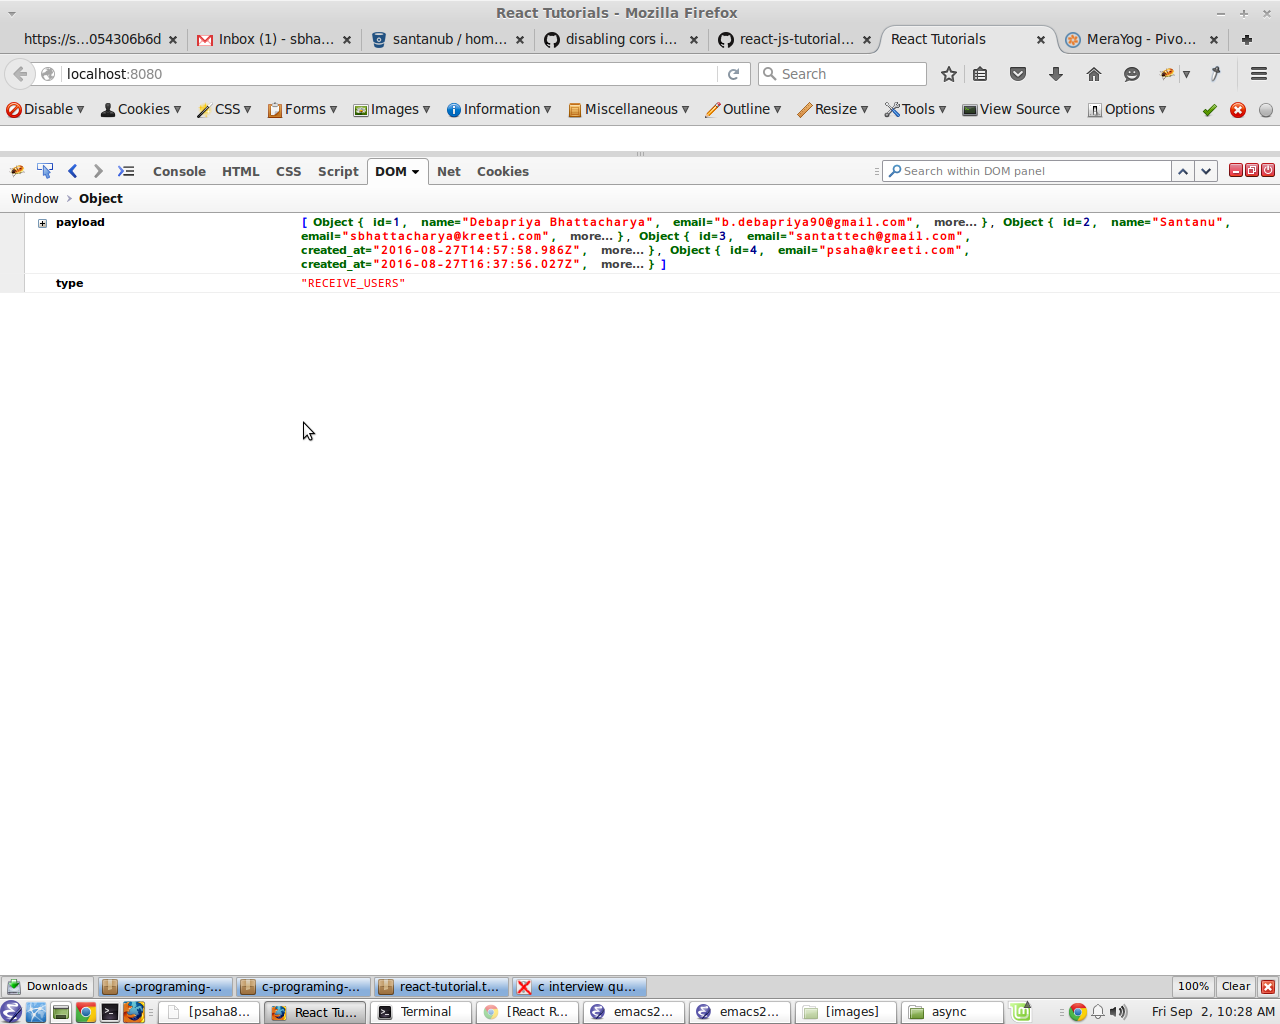 React Tutorials - Mozilla Firefox
https://s...054306b6d Inbox (1) - sbha... santanub / hom... disabling cors i... react-js-tutorial... React Tutorials MeraYog - Pivo...
localhost:8080 Search
Disable Cookies CSS Forms Images Information Miscellaneous Outline Resize Tools View Source Options
Console HTML CSS Script DOM Net Cookies Search within DOM panel
Window > Object
payload [ Object { id=1, name="Debapriya Bhattacharya", email="b.debapriya90@gmail.com", more... }, Object { id=2, name="Santanu",
email="sbhattacharya@kreeti.com", more... }, Object { id=3, email="santattech@gmail.com",
created_at="2016-08-27T14:57:58.986Z", more... }, Object { id=4, email="psaha@kreeti.com",
created_at="2016-08-27T16:37:56.027Z", more... } ]
type "RECEIVE_USERS"
Downloads c-programing-... c-programing-... react-tutorial.t... c interview qu... 100% Clear
[psaha8... React Tu... Terminal [React R... emacs2... emacs2... [images] async Fri Sep 2, 10:28 AM